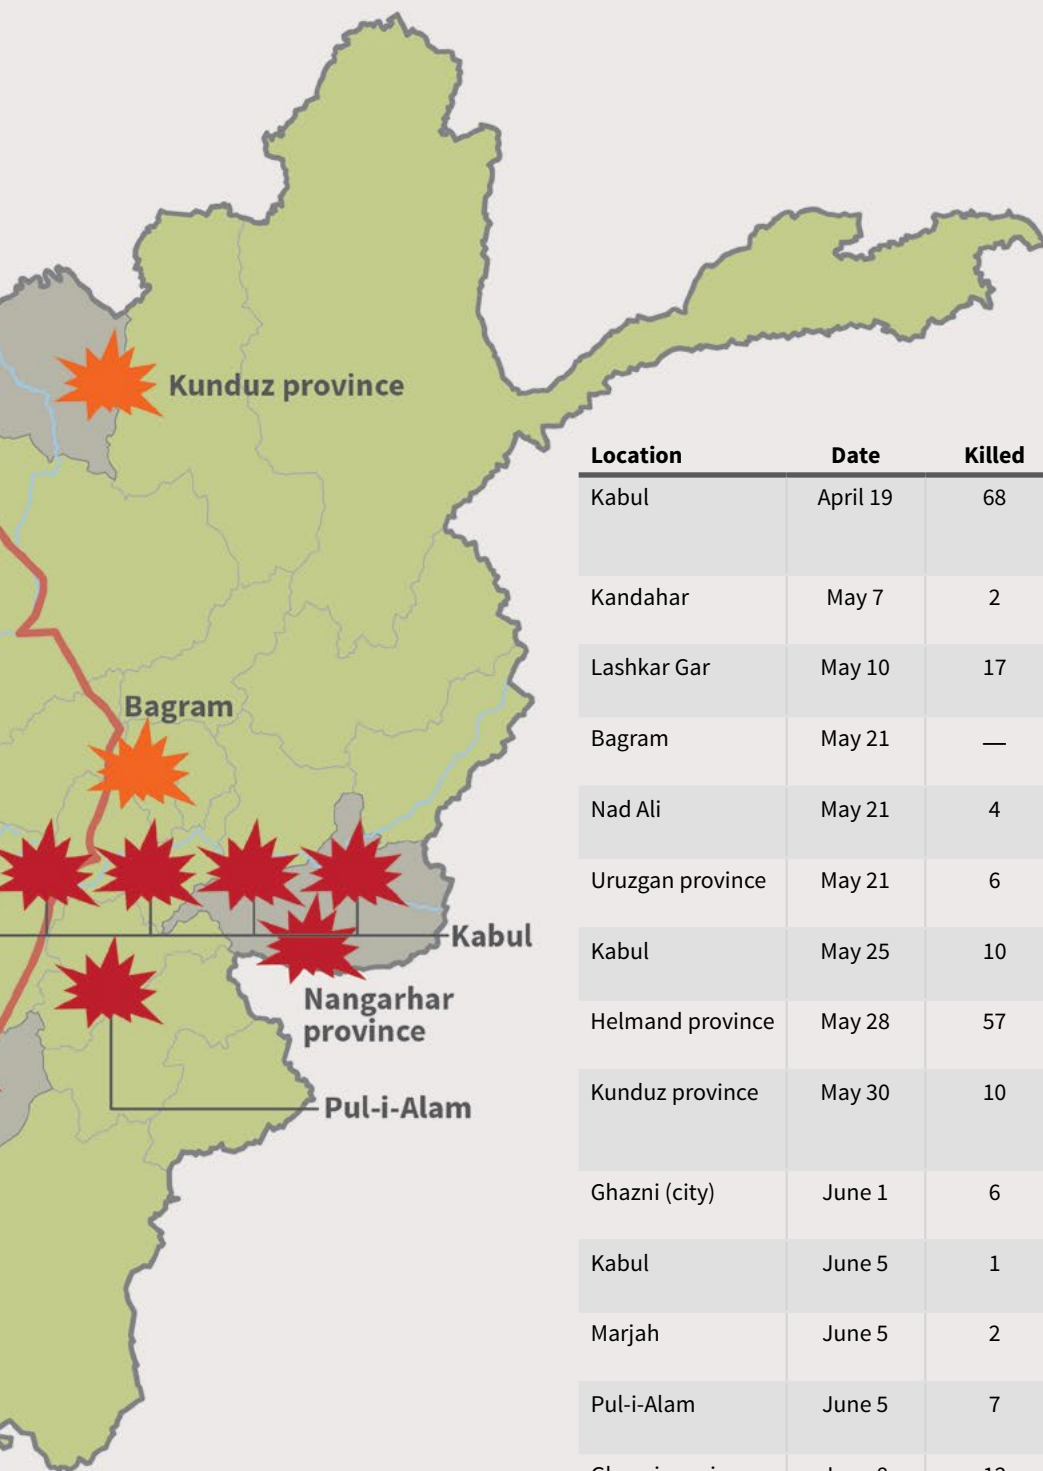 Kunduz province
Bagram
Kabul
Nangarhar
province
Pul-i-Alam
Location Date Killed
Kabul April 19 68
Kandahar May 7 2
Lashkar Gar May 10 17
Bagram May 21 —
Nad Ali May 21 4
Uruzgan province May 21 6
Kabul May 25 10
Helmand province May 28 57
Kunduz province May 30 10
Ghazni (city) June 1 6
Kabul June 5 1
Marjah June 5 2
Pul-i-Alam June 5 7